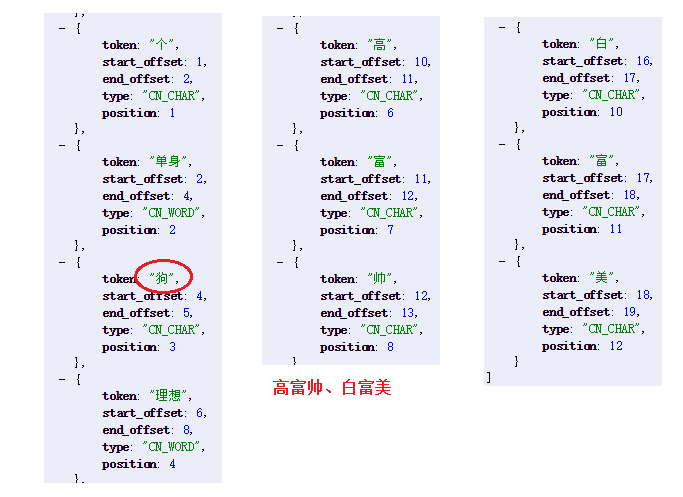 },
- {
token: "个",
start_offset: 1,
end_offset: 2,
type: "CN_CHAR",
position: 1
},
- {
token: "单身",
start_offset: 2,
end_offset: 4,
type: "CN_WORD",
position: 2
},
- {
token: "狗",
start_offset: 4,
end_offset: 5,
type: "CN_CHAR",
position: 3
},
- {
token: "理想",
start_offset: 6,
end_offset: 8,
type: "CN_WORD",
position: 4
},
- {
token: "高",
start_offset: 10,
end_offset: 11,
type: "CN_CHAR",
position: 6
},
- {
token: "富",
start_offset: 11,
end_offset: 12,
type: "CN_CHAR",
position: 7
},
- {
token: "帅",
start_offset: 12,
end_offset: 13,
type: "CN_CHAR",
position: 8
}
高富帅、白富美
- {
token: "白",
start_offset: 16,
end_offset: 17,
type: "CN_CHAR",
position: 10
},
- {
token: "富",
start_offset: 17,
end_offset: 18,
type: "CN_CHAR",
position: 11
},
- {
token: "美",
start_offset: 18,
end_offset: 19,
type: "CN_CHAR",
position: 12
}
]